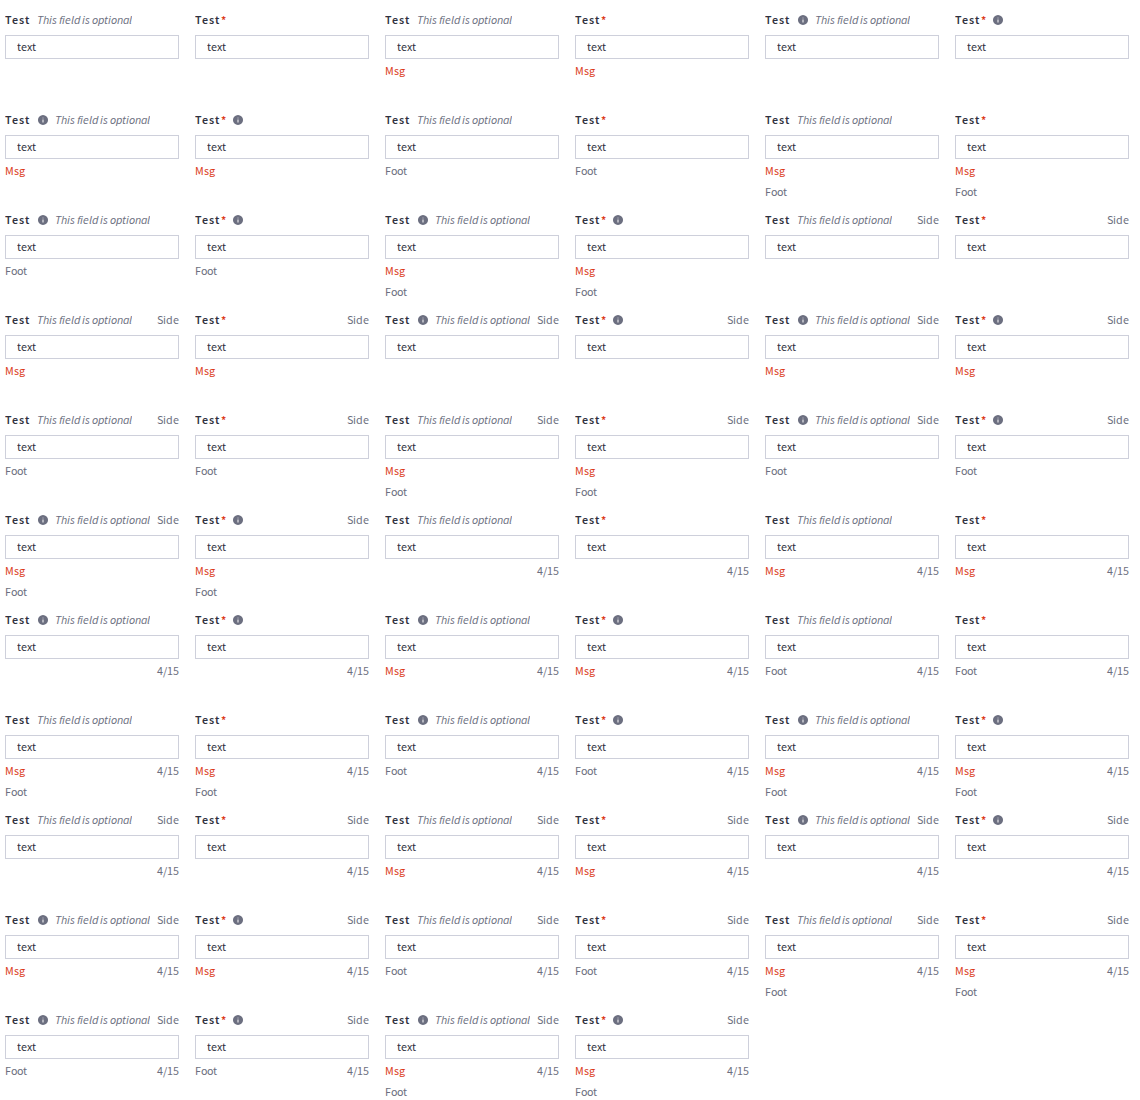 Test This field is optional Test* Test This field is optional Test* Test This field is optional Test*
text text text text text text
Msg Msg
Test This field is optional Test* Test This field is optional Test* Test This field is optional Test*
text text text text text text
Msg Msg Foot Foot Msg Msg
Foot Foot
Test This field is optional Test* Test This field is optional Test* Test This field is optional Side Test* Side
text text text text text text
Foot Foot Msg Msg
Foot Foot
Test This field is optional Side Test* Side Test This field is optional Side Test* Side Test This field is optional Side Test* Side
text text text text text text
Msg Msg Msg Msg
Test This field is optional Side Test* Side Test This field is optional Side Test* Side Test This field is optional Side Test* Side
text text text text text text
Foot Foot Msg Msg Foot Foot
Foot Foot
Test This field is optional Side Test* Side Test This field is optional Test* Test This field is optional Test*
text text text text text text
Msg Msg 4/15 4/15 Msg 4/15 Msg 4/15
Foot Foot
Test This field is optional Test* Test This field is optional Test* Test This field is optional Test*
text text text text text text
4/15 4/15 Msg 4/15 Msg 4/15 Foot 4/15 Foot 4/15
Test This field is optional Test* Test This field is optional Test* Test This field is optional Test*
text text text text text text
Msg 4/15 Msg 4/15 Foot 4/15 Foot 4/15 Msg 4/15 Msg 4/15
Foot Foot Foot Foot
Test This field is optional Side Test* Side Test This field is optional Side Test* Side Test This field is optional Side Test* Side
text text text text text text
4/15 4/15 Msg 4/15 Msg 4/15 4/15 4/15
Test This field is optional Side Test* Side Test This field is optional Side Test* Side Test This field is optional Side Test* Side
text text text text text text
Msg 4/15 Msg 4/15 Foot 4/15 Foot 4/15 Msg 4/15 Msg 4/15
Foot Foot
Test This field is optional Side Test* Side Test This field is optional Side Test* Side
text text text text
Foot 4/15 Foot 4/15 Msg 4/15 Msg 4/15
Foot Foot